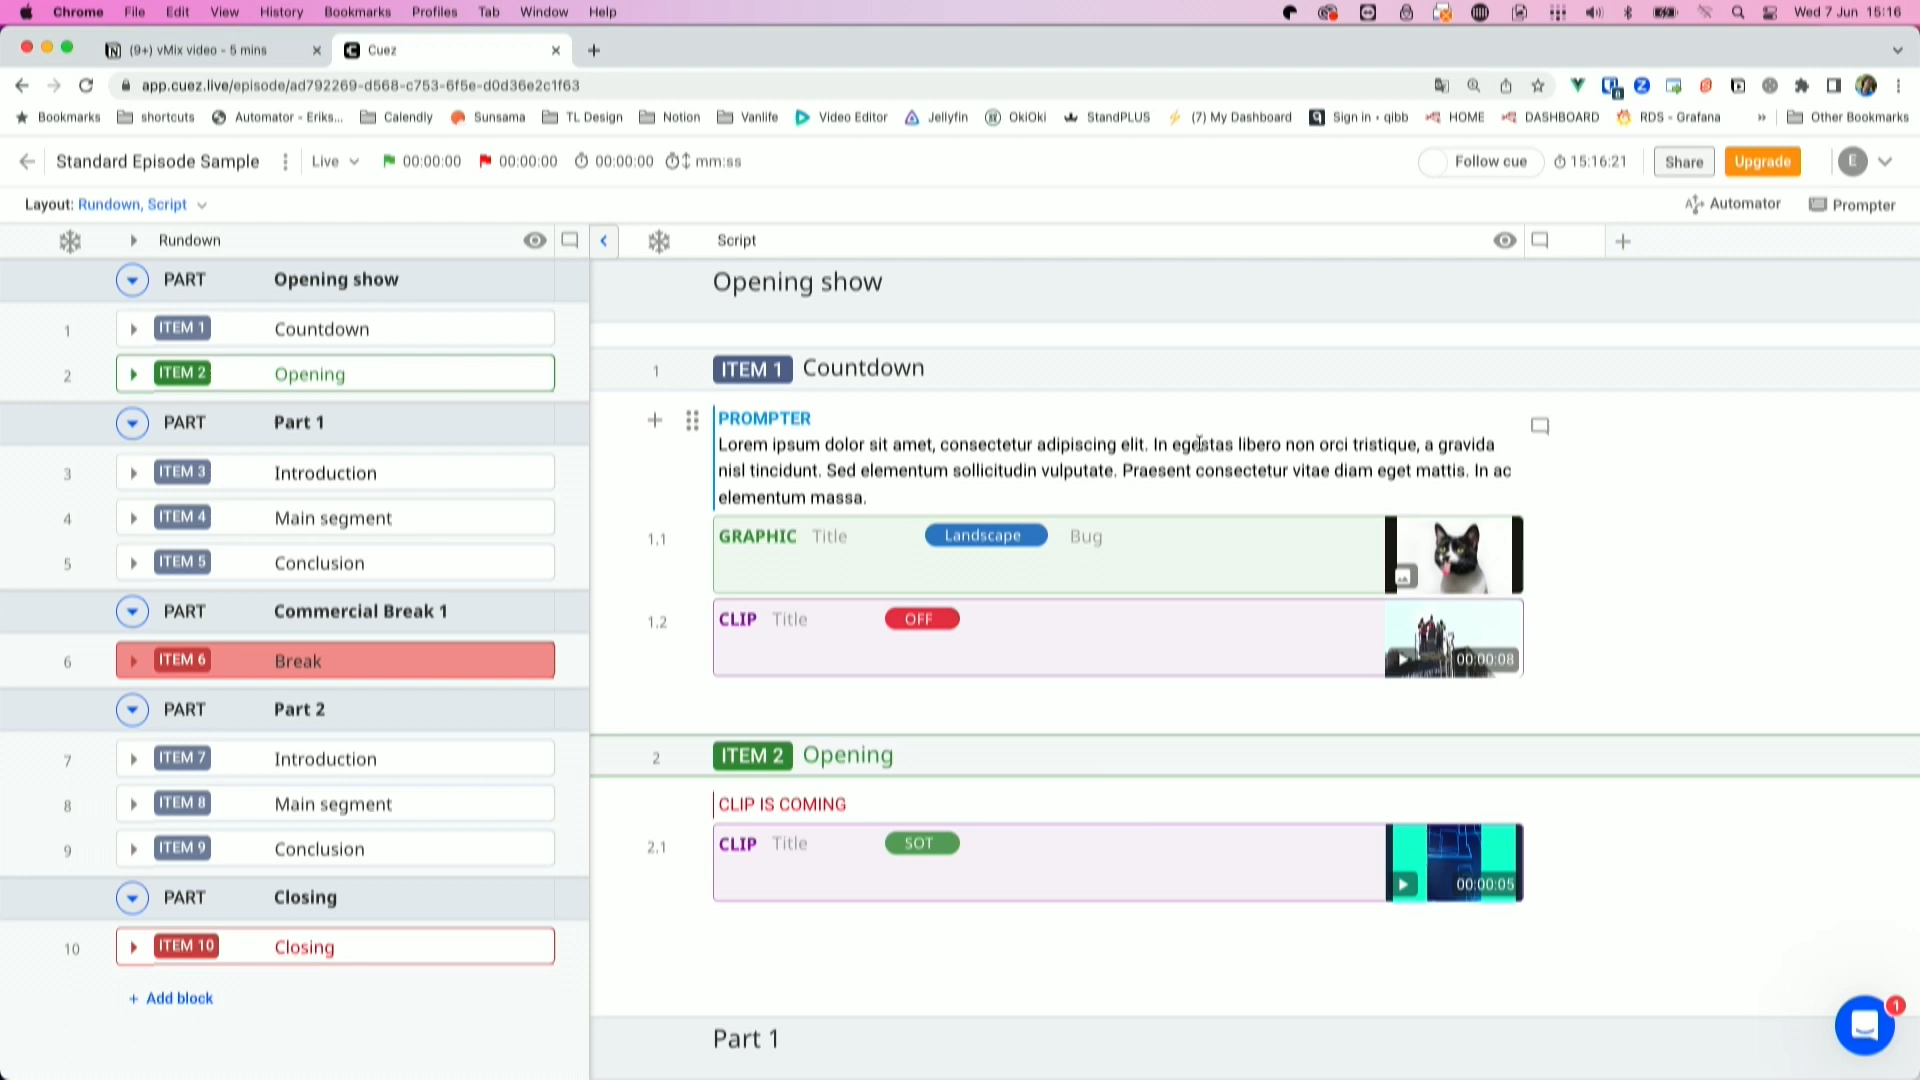 Chrome File Edit View History Bookmarks Profiles Tab Window Help Wed 7 Jun 15:16
(9+) vMix video - 5 mins Cuez
app.cuez.live/episode/ad792269-d568-c753-6f5e-d0d36e2c1f63
Bookmarks shortcuts Automator - Eriks... Calendly Sunsama TL Design Notion Vanlife Video Editor Jellyfin OkiOki StandPLUS (7) My Dashboard Sign in • qibb HOME DASHBOARD RDS - Grafana » Other Bookmarks
Standard Episode Sample Live 00:00:00 00:00:00 00:00:00 mm:ss Follow cue 15:16:21 Share Upgrade E
Layout: Rundown, Script Automator Prompter
Rundown Script
PART Opening show
1 ITEM 1 Countdown
2 ITEM 2 Opening
PART Part 1
3 ITEM 3 Introduction
4 ITEM 4 Main segment
5 ITEM 5 Conclusion
PART Commercial Break 1
6 ITEM 6 Break
PART Part 2
7 ITEM 7 Introduction
8 ITEM 8 Main segment
9 ITEM 9 Conclusion
PART Closing
10 ITEM 10 Closing
+ Add block
Opening show
1 ITEM 1 Countdown
PROMPTER
Lorem ipsum dolor sit amet, consectetur adipiscing elit. In egestas libero non orci tristique, a gravida
nisl tincidunt. Sed elementum sollicitudin vulputate. Praesent consectetur vitae diam eget mattis. In ac
elementum massa.
1.1 GRAPHIC Title Landscape Bug
1.2 CLIP Title OFF
00:00:08
2 ITEM 2 Opening
CLIP IS COMING
2.1 CLIP Title SOT
00:00:05
Part 1
1